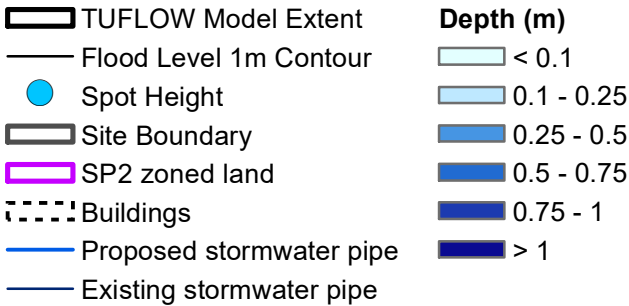 TUFLOW Model Extent
Flood Level 1m Contour
Spot Height
Site Boundary
SP2 zoned land
Buildings
Proposed stormwater pipe
Existing stormwater pipe
Depth (m)
< 0.1
0.1 - 0.25
0.25 - 0.5
0.5 - 0.75
0.75 - 1
> 1